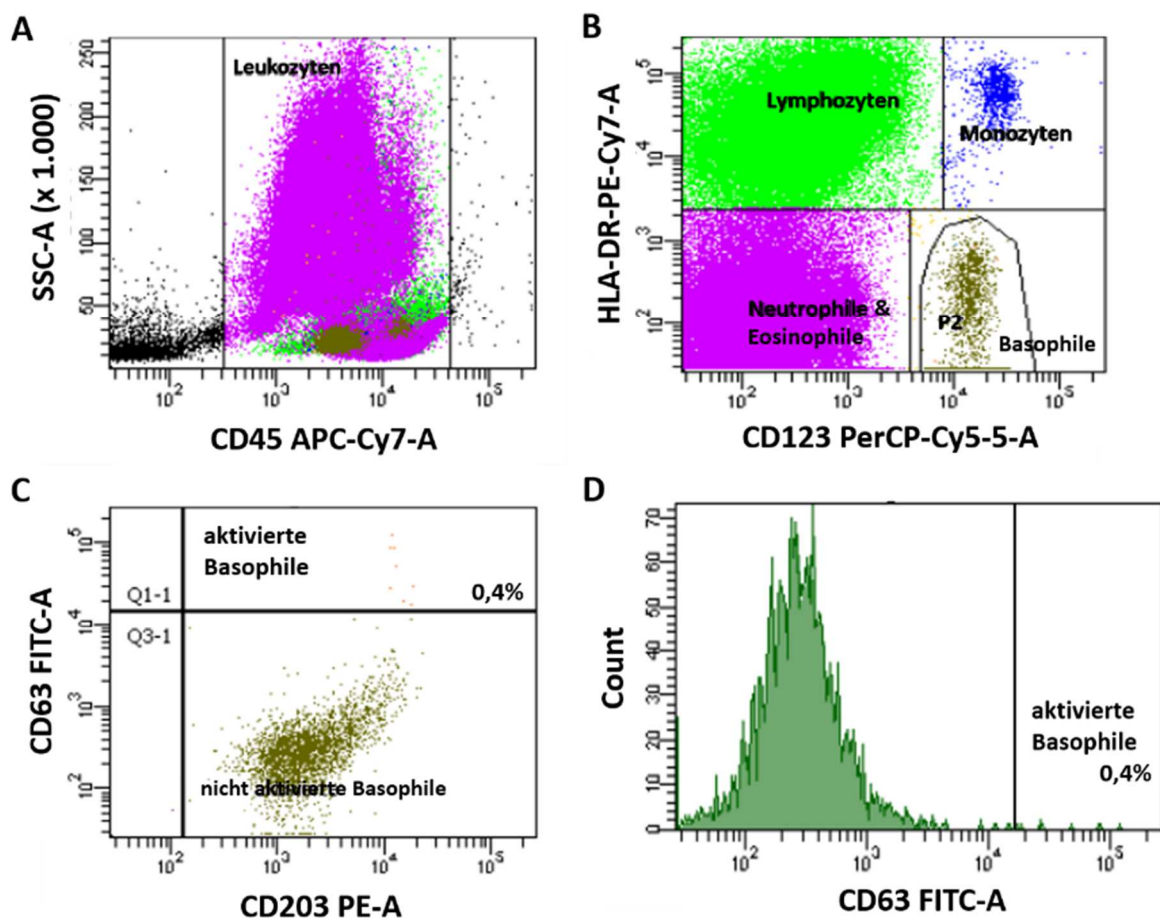 A
SSC-A (x 1.000)
250
200
150
100
50
Leukozyten
10² 10³ 10⁴ 10⁵
CD45 APC-Cy7-A
B
HLA-DR-PE-Cy7-A
10⁵
10⁴
10³
10²
Lymphozyten
Monozyten
Neutrophile &
Eosinophile
P2
Basophile
10² 10³ 10⁴ 10⁵
CD123 PerCP-Cy5-5-A
C
CD63 FITC-A
10⁵
10⁴
10³
10²
aktivierte
Basophile
0,4%
Q1-1
Q3-1
nicht aktivierte Basophile
10² 10³ 10⁴ 10⁵
CD203 PE-A
D
Count
70
60
50
40
30
20
10
0
aktivierte
Basophile
0,4%
10² 10³ 10⁴ 10⁵
CD63 FITC-A